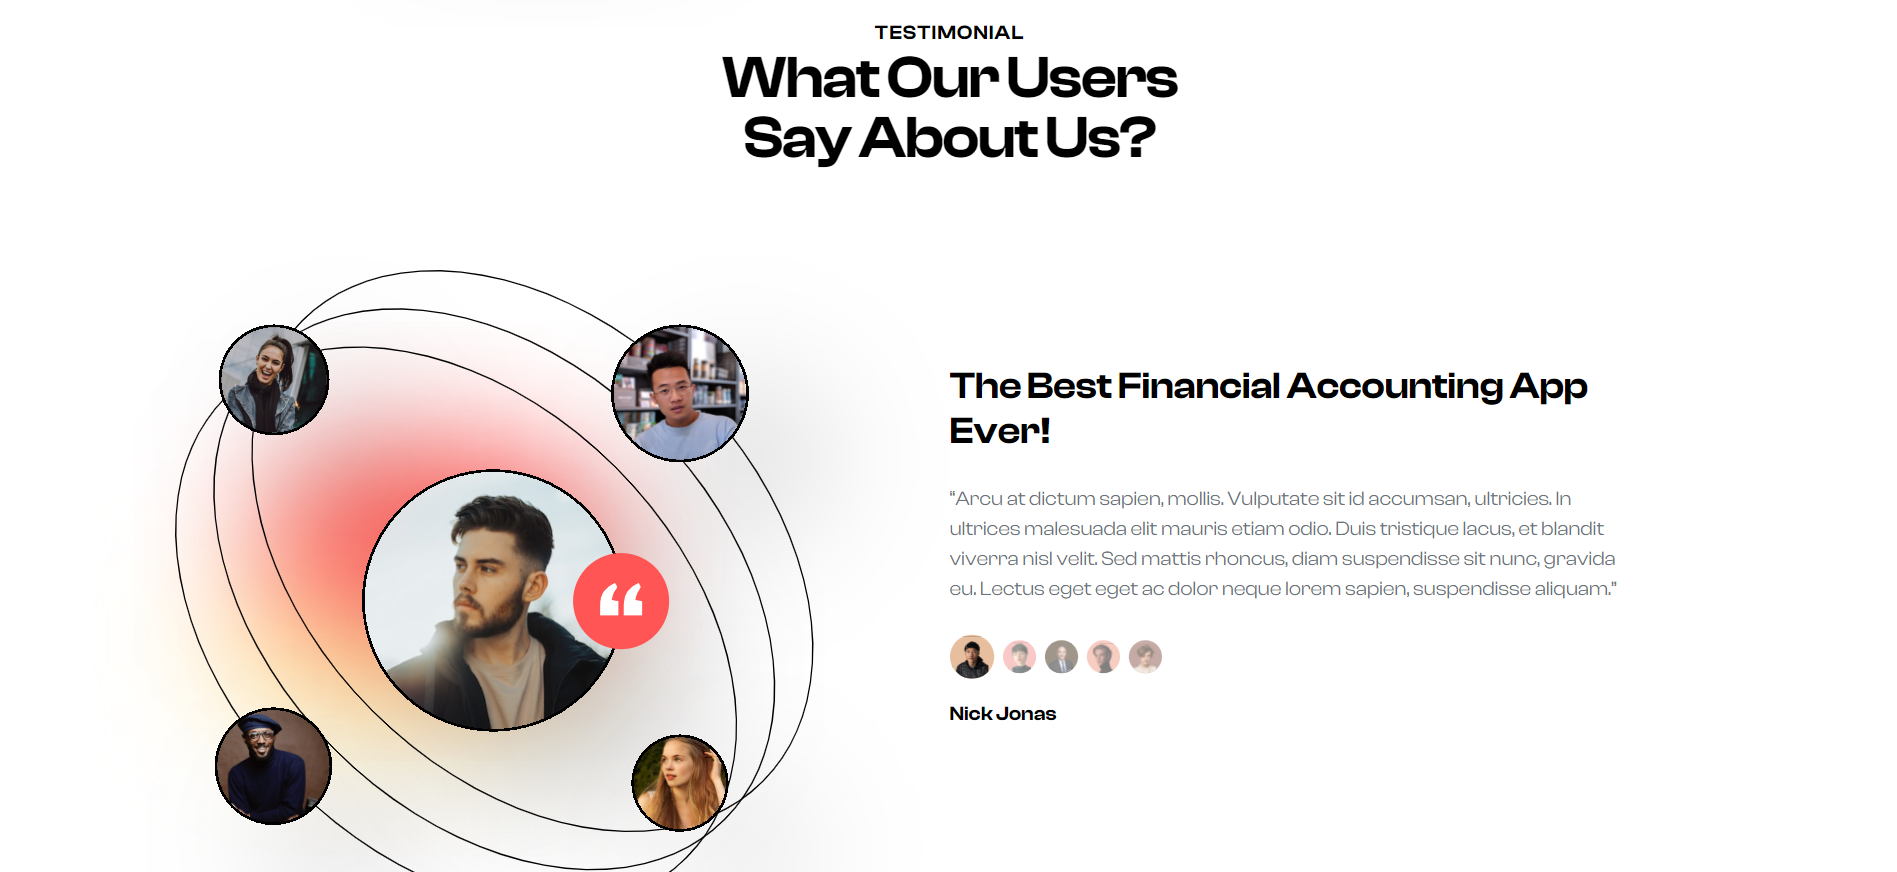 TESTIMONIAL
What Our Users
Say About Us?
The Best Financial Accounting App
Ever!
“Arcu at dictum sapien, mollis. Vulputate sit id accumsan, ultricies. In
ultrices malesuada elit mauris etiam odio. Duis tristique lacus, et blandit
viverra nisl velit. Sed mattis rhoncus, diam suspendisse sit nunc, gravida
eu. Lectus eget eget ac dolor neque lorem sapien, suspendisse aliquam.”
Nick Jonas